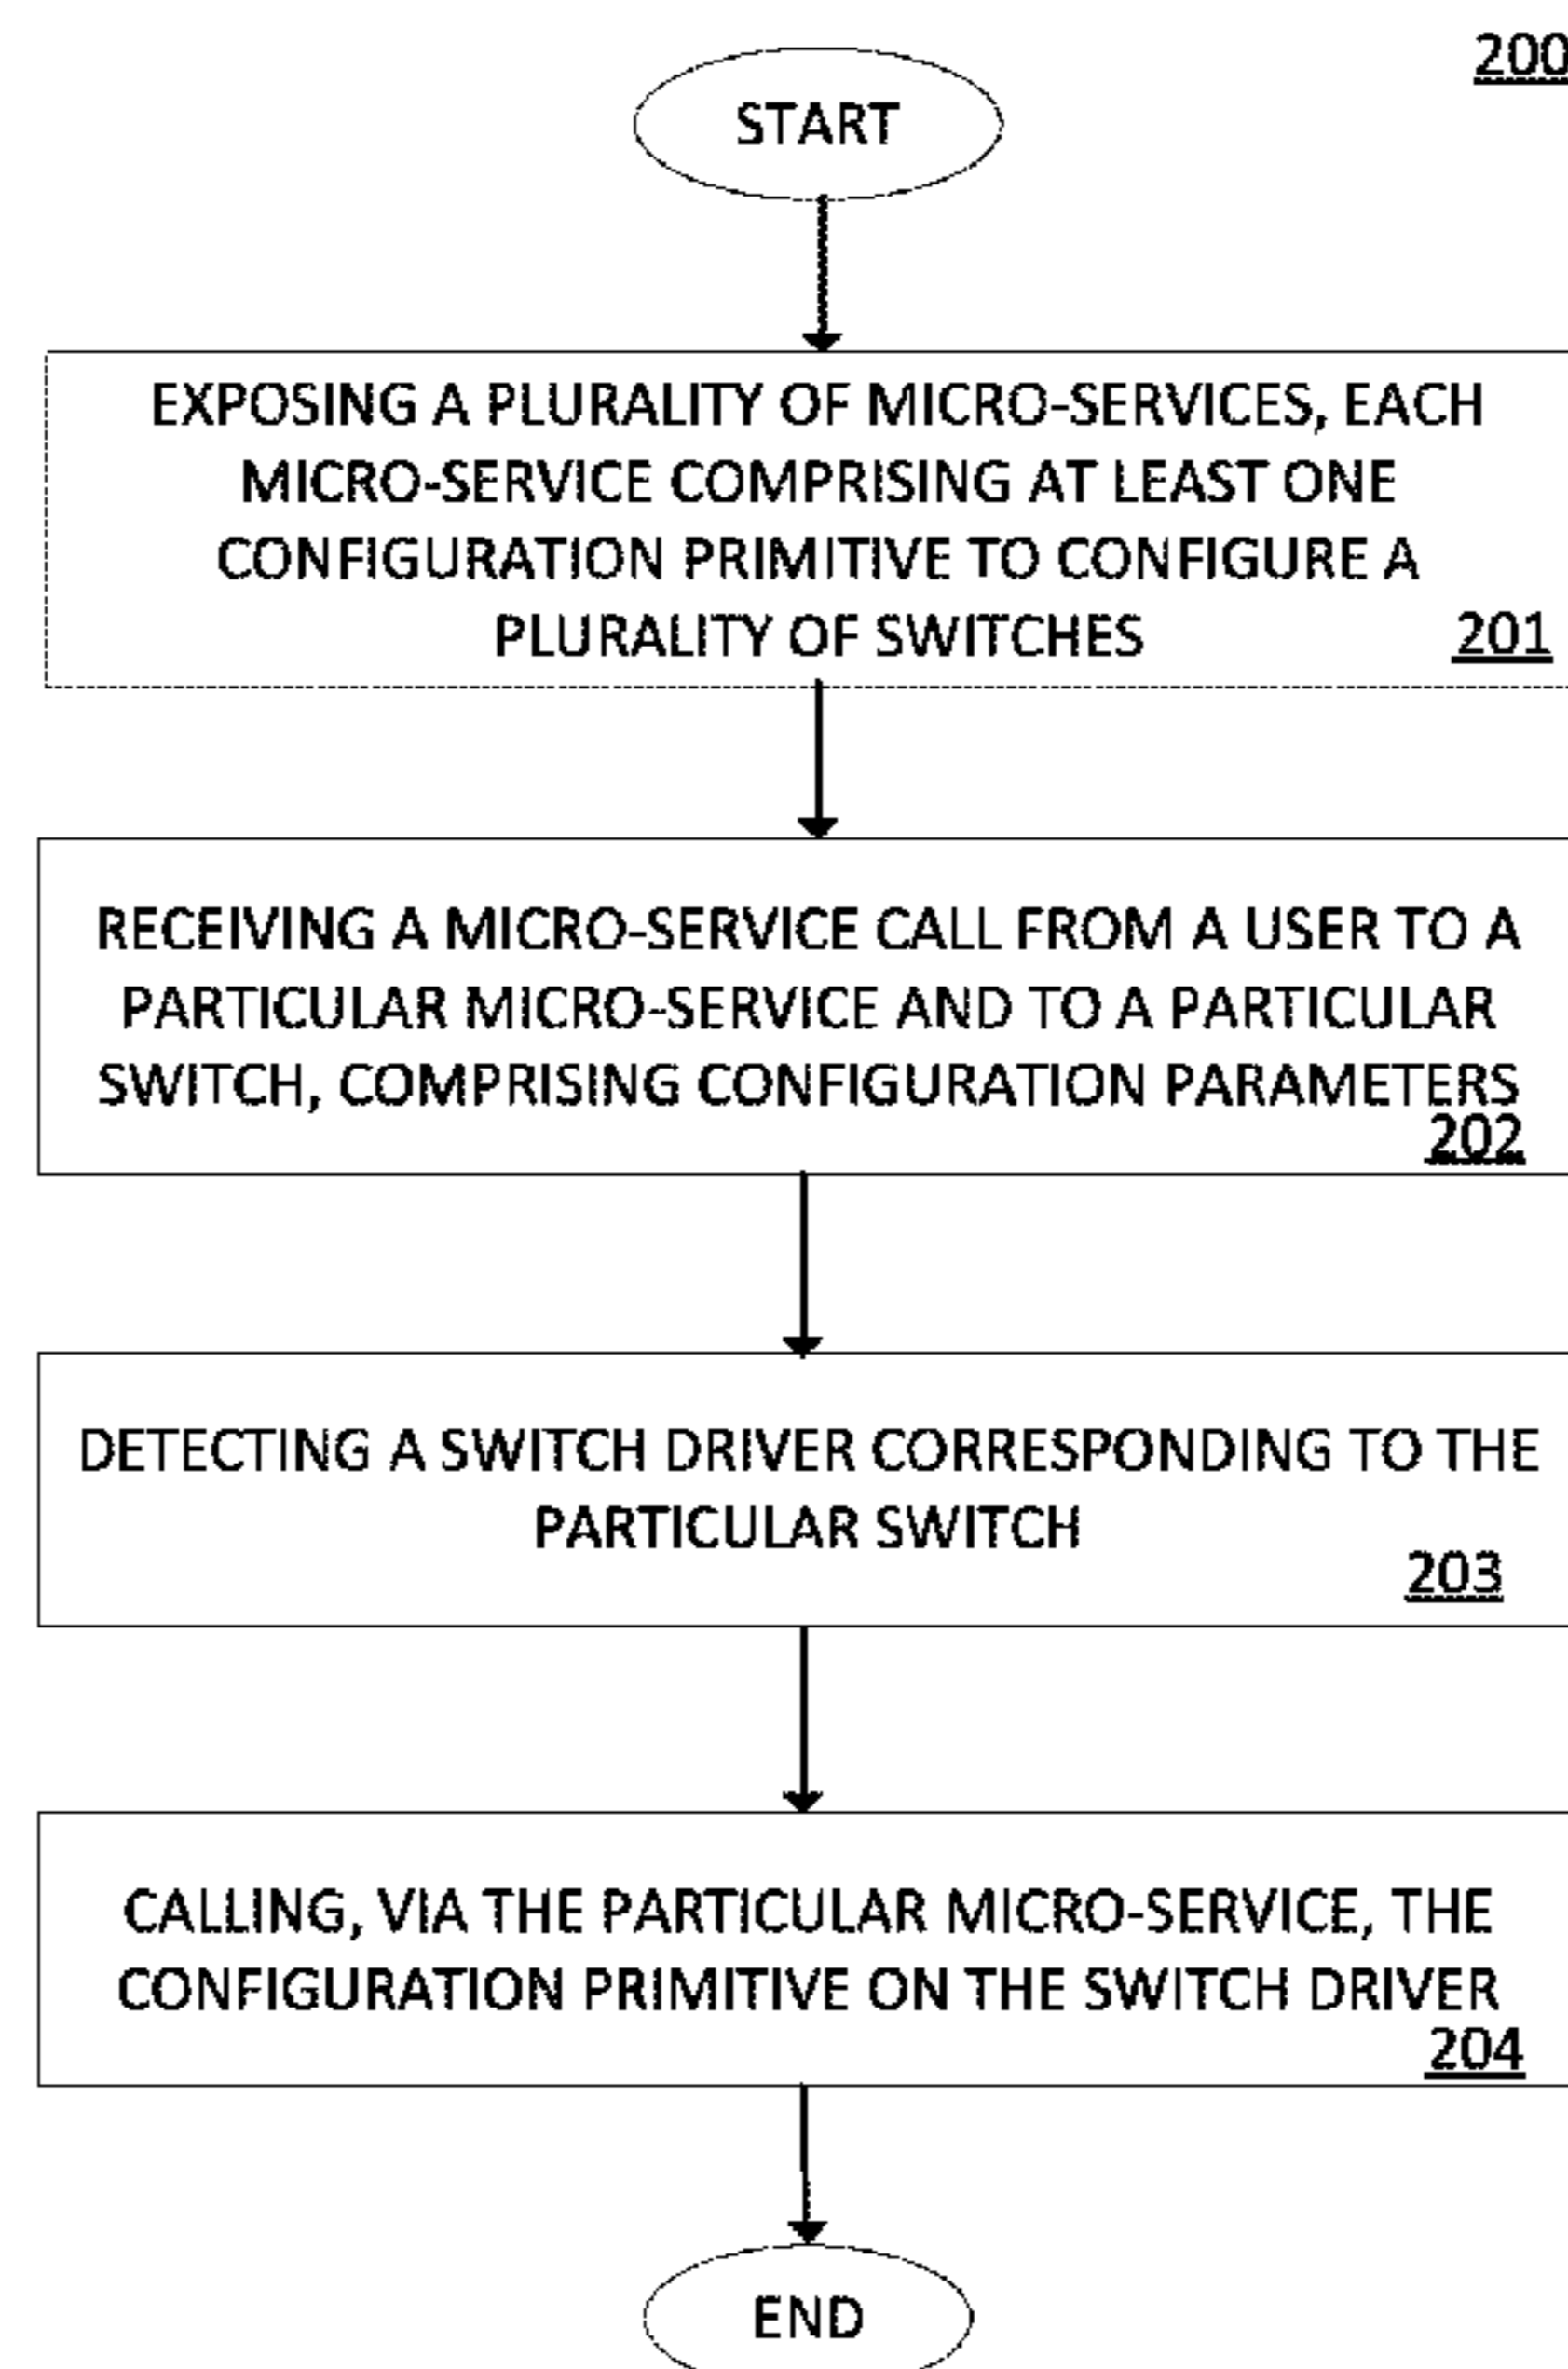 200
START
EXPOSING A PLURALITY OF MICRO-SERVICES, EACH
MICRO-SERVICE COMPRISING AT LEAST ONE
CONFIGURATION PRIMITIVE TO CONFIGURE A
PLURALITY OF SWITCHES
201
RECEIVING A MICRO-SERVICE CALL FROM A USER TO A
PARTICULAR MICRO-SERVICE AND TO A PARTICULAR
SWITCH, COMPRISING CONFIGURATION PARAMETERS
202
DETECTING A SWITCH DRIVER CORRESPONDING TO THE
PARTICULAR SWITCH
203
CALLING, VIA THE PARTICULAR MICRO-SERVICE, THE
CONFIGURATION PRIMITIVE ON THE SWITCH DRIVER
204
END